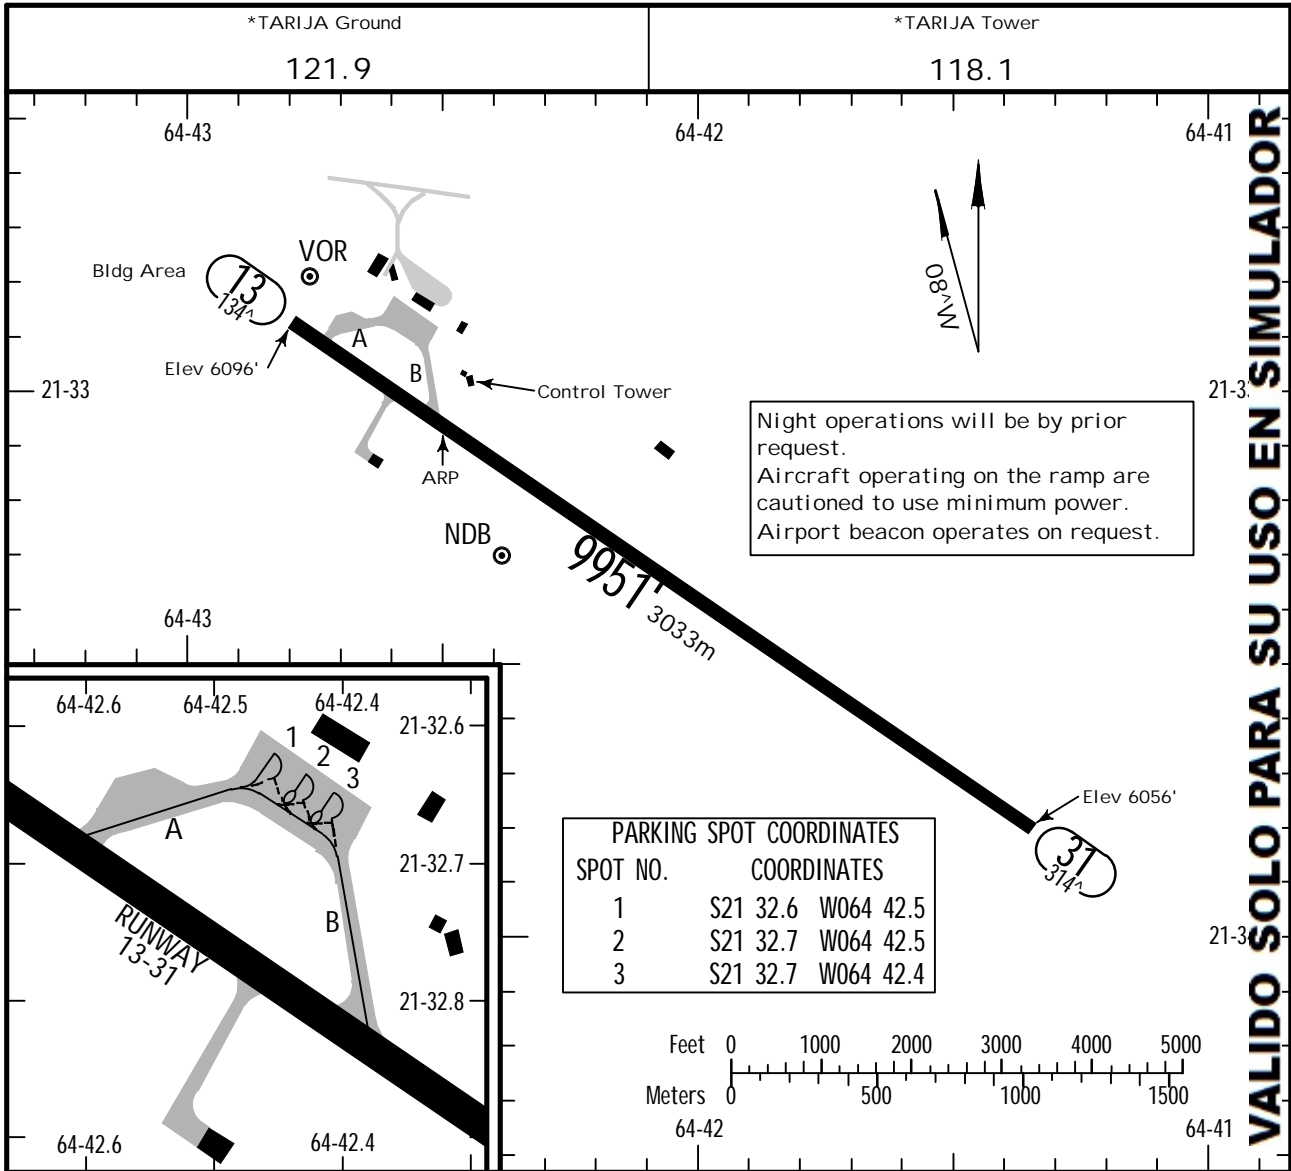 *TARIJA Ground
121.9
*TARIJA Tower
118.1
64-43
64-42
64-41
Bldg Area
13
134^
VOR
A
B
08^W
Elev 6096'
21-33
Control Tower
ARP
NDB
9951'
3033m
Night operations will be by prior
request.
Aircraft operating on the ramp are
cautioned to use minimum power.
Airport beacon operates on request.
VALIDO SOLO PARA SU USO EN SIMULADOR
64-43
64-42.6
64-42.5
64-42.4
21-32.6
1
2
3
A
B
21-32.7
RUNWAY
13-31
21-32.8
64-42.6
64-42.4
Elev 6056'
31
314^
PARKING SPOT COORDINATES
SPOT NO. COORDINATES
1 S21 32.6 W064 42.5
2 S21 32.7 W064 42.5
3 S21 32.7 W064 42.4
Feet 0 1000 2000 3000 4000 5000
Meters 0 500 1000 1500
64-42
64-41